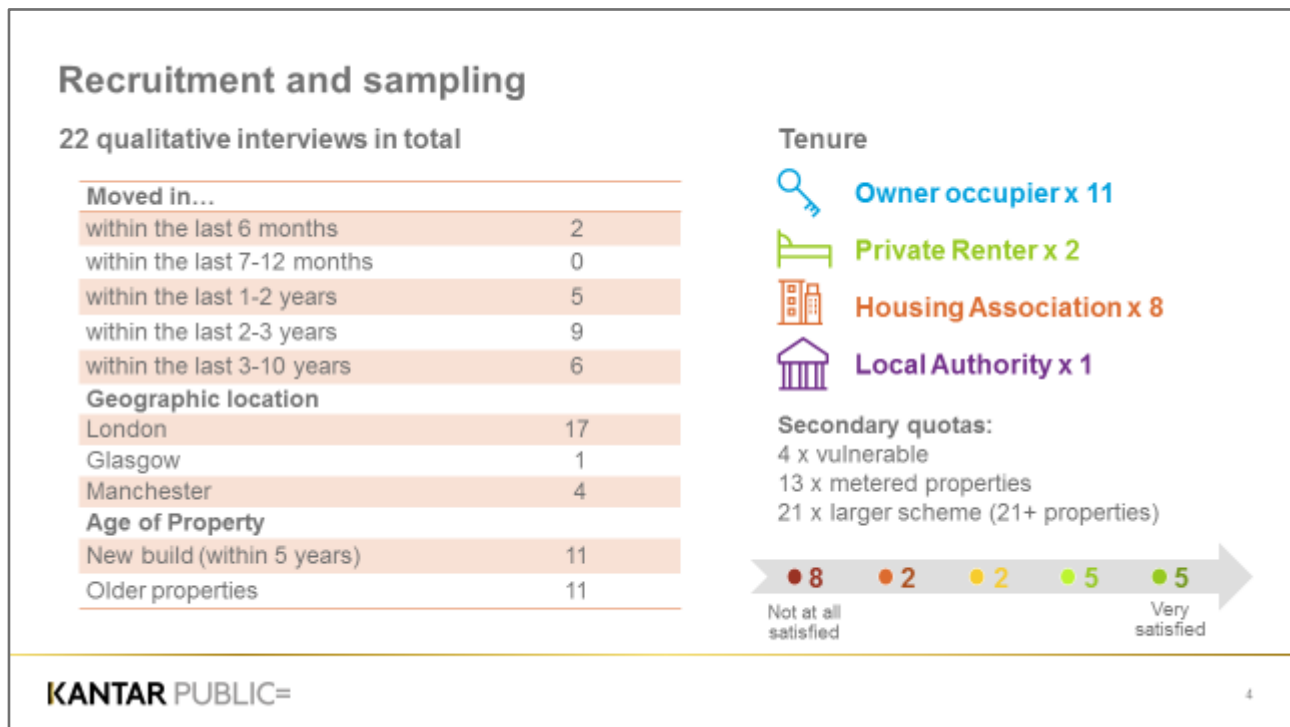 Recruitment and sampling
22 qualitative interviews in total
Moved in...
within the last 6 months 2
within the last 7-12 months 0
within the last 1-2 years 5
within the last 2-3 years 9
within the last 3-10 years 6
Geographic location
London 17
Glasgow 1
Manchester 4
Age of Property
New build (within 5 years) 11
Older properties 11
Tenure
Owner occupier x 11
Private Renter x 2
Housing Association x 8
Local Authority x 1
Secondary quotas:
4 x vulnerable
13 x metered properties
21 x larger scheme (21+ properties)
8 2 2 5 5
Not at all
satisfied
Very
satisfied
KANTAR PUBLIC=
4